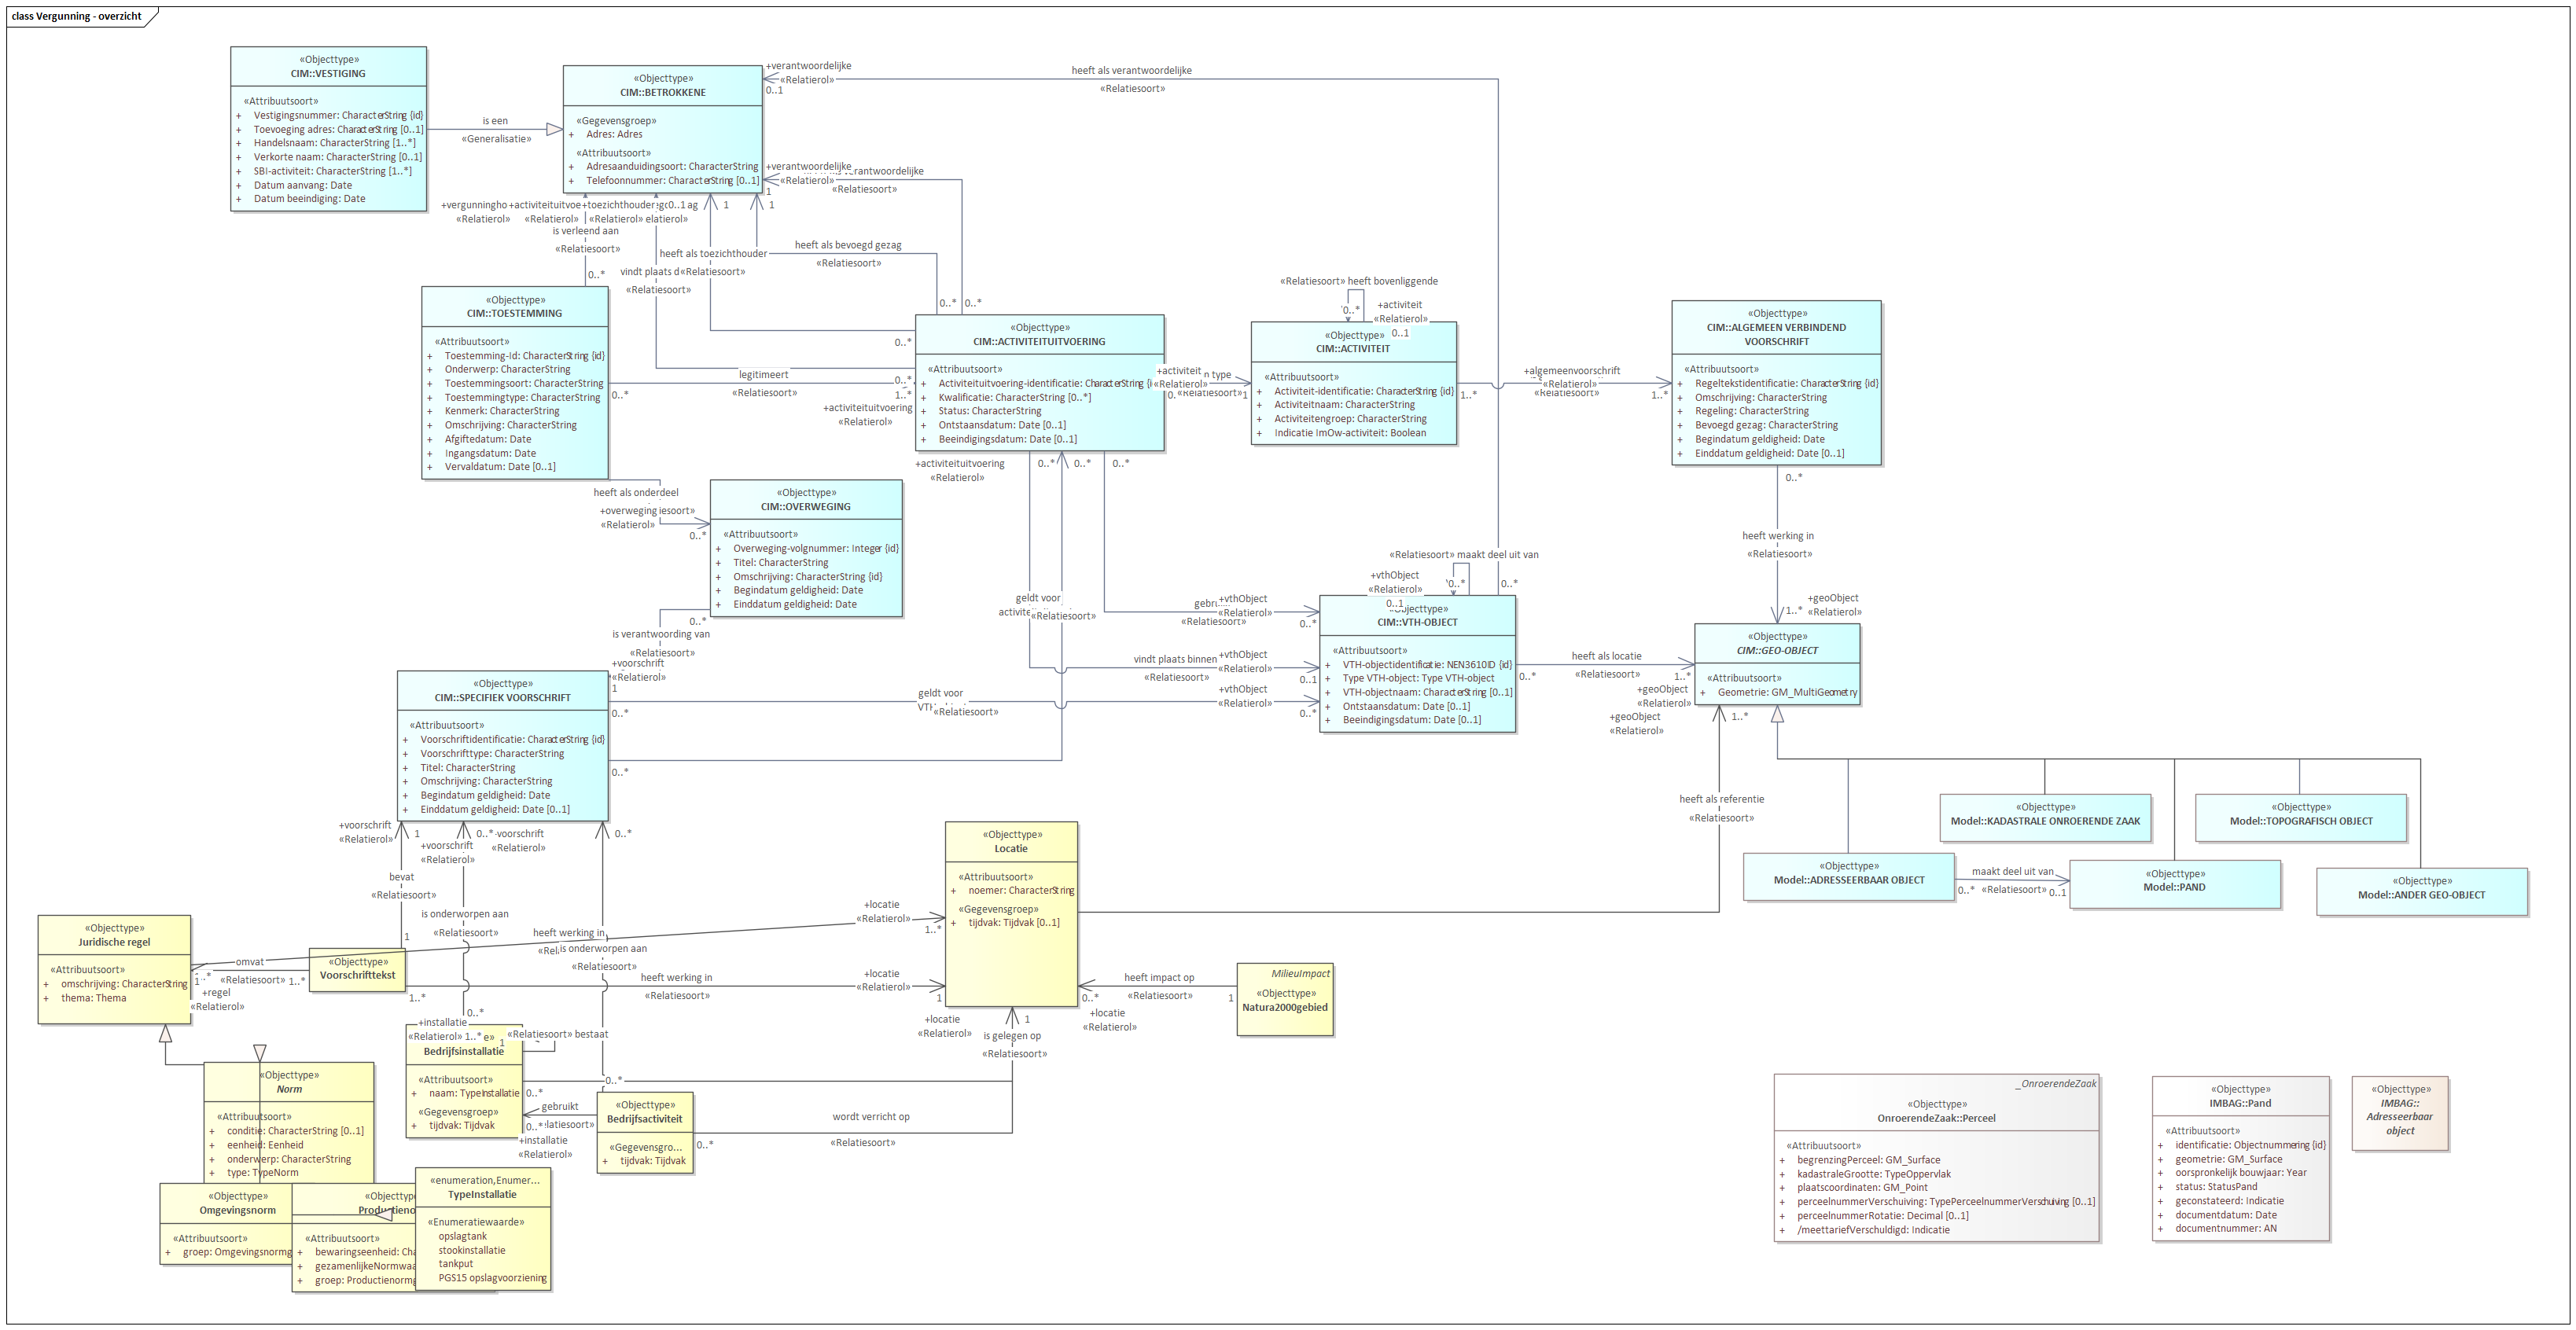 class Vergunning - overzicht
«Objecttype»
CIM::VESTIGING
«Attribuutsoort»
+ Vestigingsnummer: CharacterString {id}
+ Toevoeging adres: CharacterString [0..1]
+ Handelsnaam: CharacterString [1..*]
+ Verkorte naam: CharacterString [0..1]
+ SBI-activiteit: CharacterString [1..*]
+ Datum aanvang: Date
+ Datum beeindiging: Date
is een
«Generalisatie»
«Objecttype»
CIM::BETROKKENE
«Gegevensgroep»
+ Adres: Adres
«Attribuutsoort»
+ Adresaanduidingsoort: CharacterString
+ Telefoonnummer: CharacterString [0..1]
+verantwoordelijke
«Relatierol»
0..1
heeft als verantwoordelijke
«Relatiesoort»
+verantwoordelijke
«Relatierol»
1
«Relatiesoort»
«Relatierol»
«Relatierol»
«Relatierol»
0..1
1
1
is verleend aan
«Relatiesoort»
0..*
heeft als toezichthouder
«Relatiesoort»
«Relatiesoort»
heeft als bevoegd gezag
«Relatiesoort»
0..*
0..*
0..*
«Objecttype»
CIM::TOESTEMMING
«Attribuutsoort»
+ Toestemming-Id: CharacterString {id}
+ Onderwerp: CharacterString
+ Toestemmingsoort: CharacterString
+ Toestemmingtype: CharacterString
+ Kenmerk: CharacterString
+ Omschrijving: CharacterString
+ Afgiftedatum: Date
+ Ingangsdatum: Date
+ Vervaldatum: Date [0..1]
legitimeert
«Relatiesoort»
0..*
0..*
1..*
+activiteituitvoering
«Relatierol»
«Objecttype»
CIM::ACTIVITEITUITVOERING
«Attribuutsoort»
+ Activiteituitvoering-identificatie: CharacterString
+ Kwalificatie: CharacterString [0..*]
+ Status: CharacterString
+ Ontstaansdatum: Date [0..1]
+ Beeindigingsdatum: Date [0..1]
+activiteit
«Relatierol»
type
«Relatiesoort»
1
«Relatiesoort» heeft bovenliggende
0..*
+activiteit
«Relatierol»
0..1
«Objecttype»
CIM::ACTIVITEIT
«Attribuutsoort»
+ Activiteit-identificatie: CharacterString {id}
+ Activiteitnaam: CharacterString
+ Activiteitengroep: CharacterString
+ Indicatie ImOw-activiteit: Boolean
+algemeenvoorschrift
«Relatierol»
«Relatiesoort»
1..*
1..*
«Objecttype»
CIM::ALGEMEEN VERBINDEND
VOORSCHRIFT
«Attribuutsoort»
+ Regeltekstidentificatie: CharacterString {id}
+ Omschrijving: CharacterString
+ Regeling: CharacterString
+ Bevoegd gezag: CharacterString
+ Begindatum geldigheid: Date
+ Einddatum geldigheid: Date [0..1]
0..*
heeft werking in
«Relatiesoort»
+geoObject
«Relatierol»
1..*
heeft als onderdeel
+overweging
«Relatierol»
0..*
«Objecttype»
CIM::OVERWEGING
«Attribuutsoort»
+ Overweging-volgnummer: Integer {id}
+ Titel: CharacterString
+ Omschrijving: CharacterString {id}
+ Begindatum geldigheid: Date
+ Einddatum geldigheid: Date
0..*
is verantwoording van
«Relatiesoort»
+voorschrift
«Relatierol»
1
+activiteituitvoering
«Relatierol»
0..*
0..*
0..*
geldt voor
«Relatiesoort»
+vthObject
«Relatierol»
«Relatiesoort»
0..*
vindt plaats binnen
«Relatiesoort»
+vthObject
«Relatierol»
0..1
geldt voor
«Relatiesoort»
+vthObject
«Relatierol»
0..*
«Relatiesoort» maakt deel uit van
+vthObject
«Relatierol»
0..*
0..1
0..*
«Objecttype»
CIM::VTH-OBJECT
«Attribuutsoort»
+ VTH-objectidentificatie: NEN3610ID {id}
+ Type VTH-object: Type VTH-object
+ VTH-objectnaam: CharacterString [0..1]
+ Ontstaansdatum: Date [0..1]
+ Beeindigingsdatum: Date [0..1]
heeft als locatie
«Relatiesoort»
0..*
1..*
+geoObject
«Relatierol»
+geoObject
«Relatierol»
1..*
«Objecttype»
CIM::GEO-OBJECT
«Attribuutsoort»
+ Geometrie: GM_MultiGeometry
«Objecttype»
CIM::SPECIFIEK VOORSCHRIFT
«Attribuutsoort»
+ Voorschriftidentificatie: CharacterString {id}
+ Voorschrifttype: CharacterString
+ Titel: CharacterString
+ Omschrijving: CharacterString
+ Begindatum geldigheid: Date
+ Einddatum geldigheid: Date [0..1]
0..*
0..*
heeft als referentie
«Relatiesoort»
«Objecttype»
Model::KADASTRALE ONROERENDE ZAAK
«Objecttype»
Model::TOPOGRAFISCH OBJECT
«Objecttype»
Model::ADRESSEERBAAR OBJECT
maakt deel uit van
«Relatiesoort»
0..*
0..1
«Objecttype»
Model::PAND
«Objecttype»
Model::ANDER GEO-OBJECT
+voorschrift
«Relatierol»
1
0..*
-voorschrift
«Relatierol»
+voorschrift
«Relatierol»
0..*
bevat
«Relatiesoort»
1
is onderworpen aan
«Relatiesoort»
heeft werking in
is onderworpen aan
«Relatiesoort»
«Objecttype»
Locatie
«Attribuutsoort»
+ noemer: CharacterString
«Gegevensgroep»
+ tijdvak: Tijdvak [0..1]
+locatie
«Relatierol»
1..*
«Objecttype»
Juridische regel
«Attribuutsoort»
+ omschrijving: CharacterString
+ thema: Thema
omvat
«Relatiesoort»
1..*
1..*
+regel
«Relatierol»
«Objecttype»
Voorschrifttekst
1..*
heeft werking in
«Relatiesoort»
+locatie
«Relatierol»
1
heeft impact op
«Relatiesoort»
0..*
1
+locatie
«Relatierol»
MilieuImpact
«Objecttype»
Natura2000gebied
+locatie
«Relatierol»
1
is gelegen op
«Relatiesoort»
0..*
+installatie
«Relatierol»
1..*
1
«Relatiesoort» bestaat
Bedrijfsinstallatie
«Attribuutsoort»
+ naam: TypeInstallatie
«Gegevensgroep»
+ tijdvak: Tijdvak
0..*
0..*
gebruikt
0..*
+installatie
«Relatierol»
«Objecttype»
Bedrijfsactiviteit
«Gegevensgro...
+ tijdvak: Tijdvak
wordt verricht op
«Relatiesoort»
0..*
«Objecttype»
Norm
«Attribuutsoort»
+ conditie: CharacterString [0..1]
+ eenheid: Eenheid
+ onderwerp: CharacterString
+ type: TypeNorm
«Objecttype»
Omgevingsnorm
«Attribuutsoort»
+ groep:
«Attribuutsoort»
+ bewaringseenheid:
+
+ groep:
«enumeration,Enumer...
TypeInstallatie
«Enumeratiewaarde»
opslagtank
stookinstallatie
tankput
PGS15 opslagvoorziening
_OnroerendeZaak
«Objecttype»
OnroerendeZaak::Perceel
«Attribuutsoort»
+ begrenzingPerceel: GM_Surface
+ kadastraleGrootte: TypeOppervlak
+ plaatscoordinaten: GM_Point
+ perceelnummerVerschuiving: TypePerceelnummerVerschuiving [0..1]
+ perceelnummerRotatie: Decimal [0..1]
+ /meettariefVerschuldigd: Indicatie
«Objecttype»
IMBAG::Pand
«Attribuutsoort»
+ identificatie: Objectnummering {id}
+ geometrie: GM_Surface
+ oorspronkelijk bouwjaar: Year
+ status: StatusPand
+ geconstateerd: Indicatie
+ documentdatum: Date
+ documentnummer: AN
«Objecttype»
IMBAG::
Adresseerbaar
object